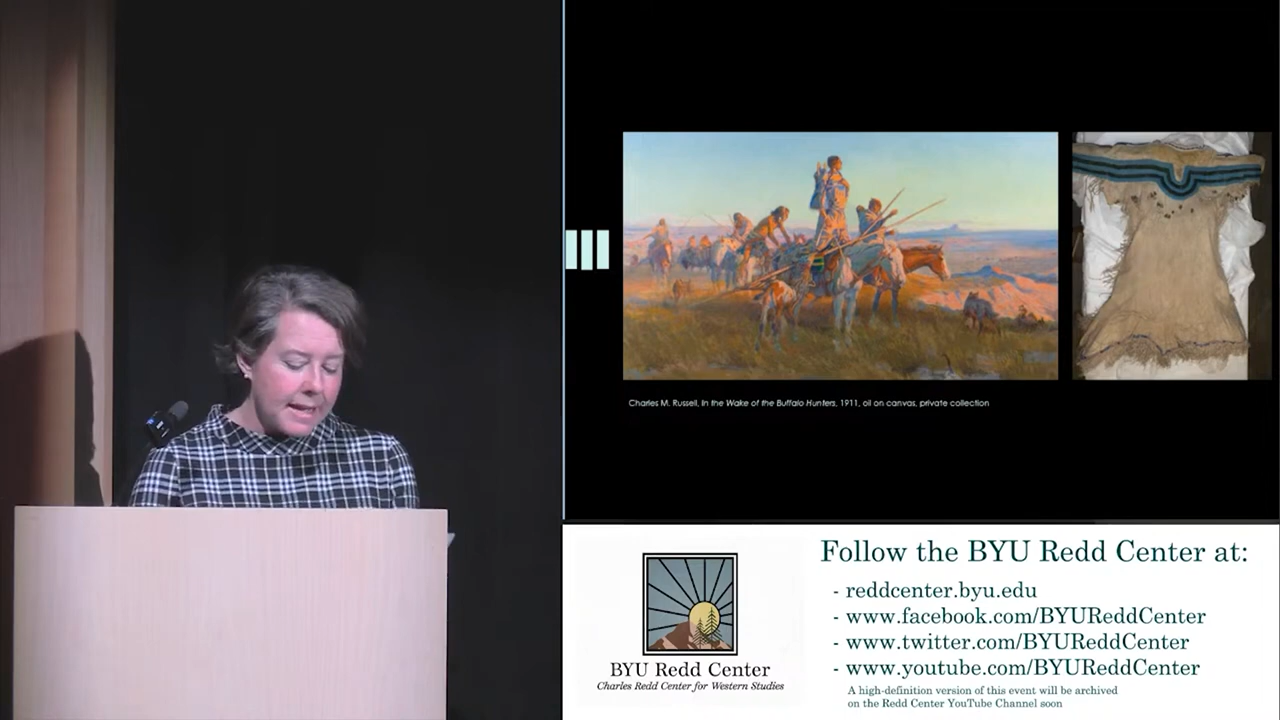 Charles M. Russell, In the Wake of the Buffalo Hunters, 1911, oil on canvas, private collection
Follow the BYU Redd Center at:
- reddcenter.byu.edu
- www.facebook.com/BYUReddCenter
- www.twitter.com/BYUReddCenter
- www.youtube.com/BYUReddCenter
A high-definition version of this event will be archived
on the Redd Center YouTube Channel soon
BYU Redd Center
Charles Redd Center for Western Studies